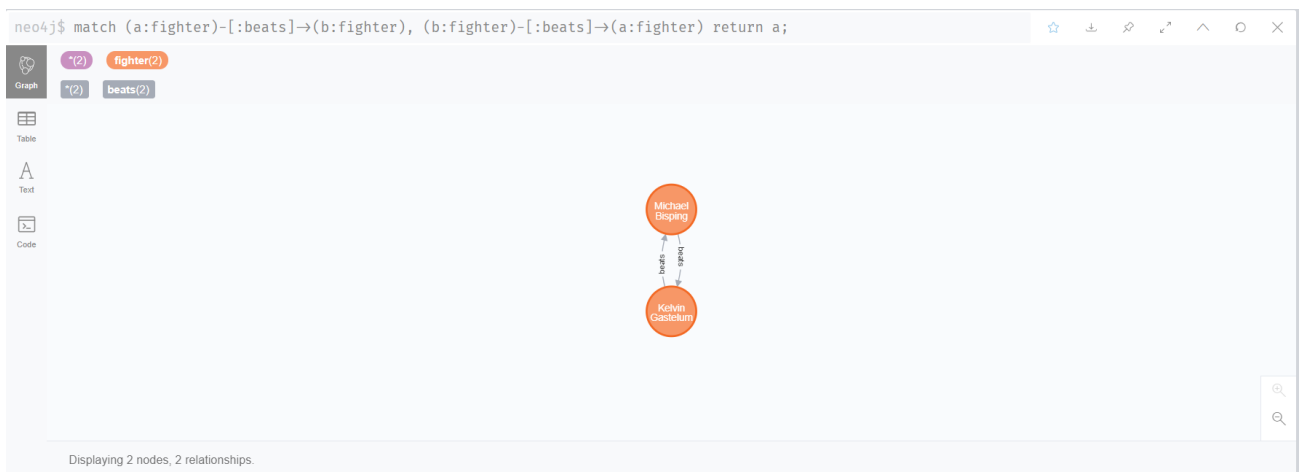 neo4j$ match (a:fighter)-[:beats]→(b:fighter), (b:fighter)-[:beats]→(a:fighter) return a;
*(2) fighter(2)
Graph
*(2) beats(2)
Table
A
Text
Code
Michael
Bisping
beats beats
Kelvin
Gastelum
Displaying 2 nodes, 2 relationships.